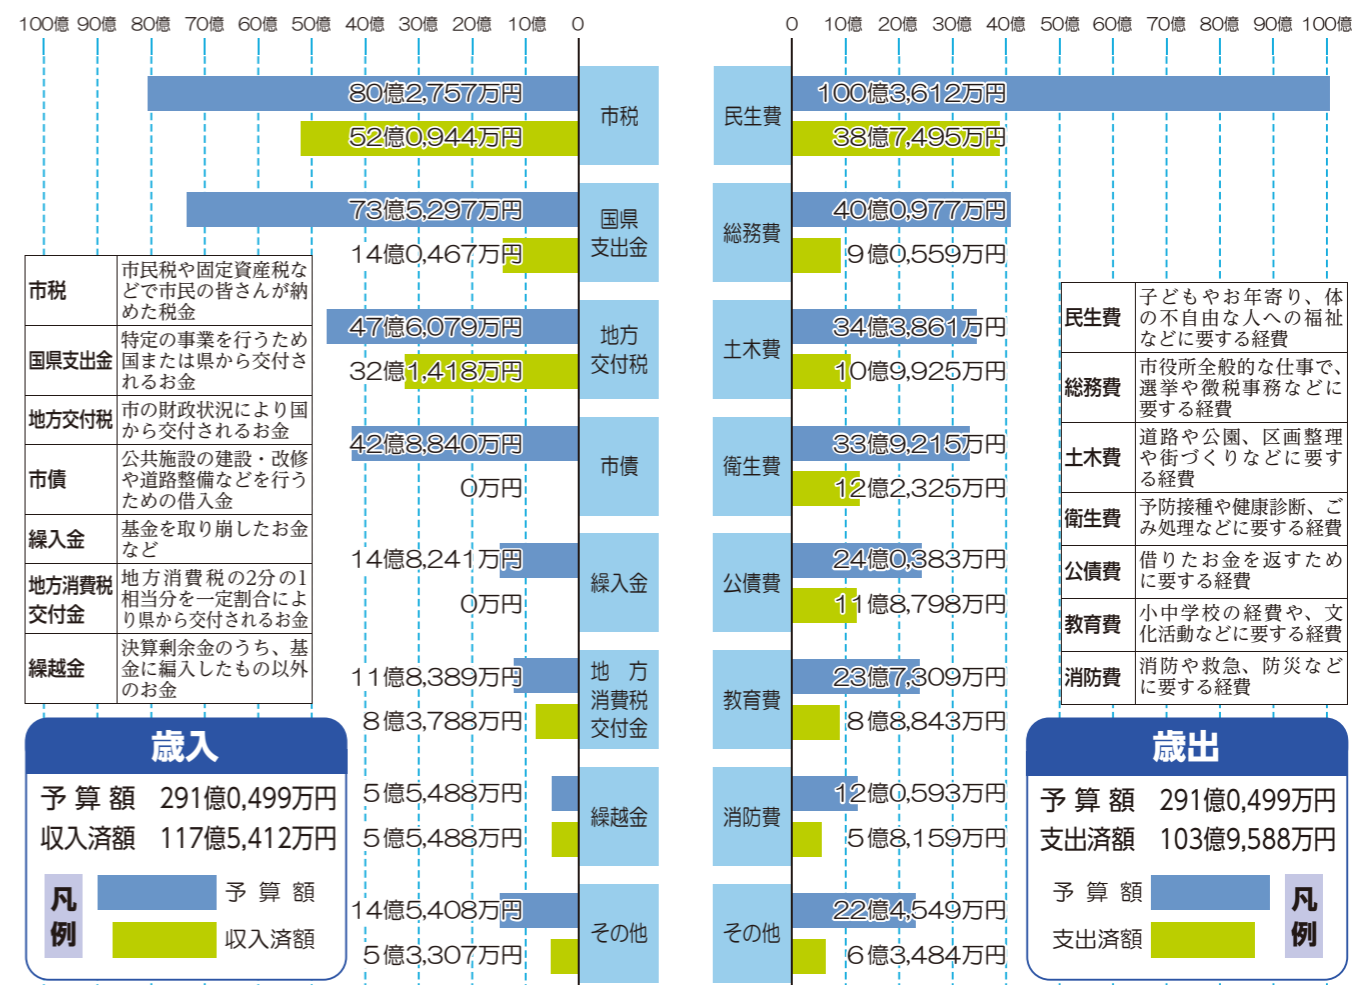 100億 90億 80億 70億 60億 50億 40億 30億 20億 10億 0
80億2,757万円
52億0,944万円
市税
73億5,297万円
14億0,467万円
国県
支出金
47億6,079万円
32億1,418万円
地方
交付税
42億8,840万円
0万円
市債
14億8,241万円
0万円
繰入金
11億8,389万円
8億3,788万円
地 方
消費税
交付金
5億5,488万円
5億5,488万円
繰越金
14億5,408万円
5億3,307万円
その他
市税
市民税や固定資産税な
どで市民の皆さんが納
めた税金
国県支出金
特定の事業を行うため
国または県から交付さ
れるお金
地方交付税
市の財政状況により国
から交付されるお金
市債
公共施設の建設・改修
や道路整備などを行う
ための借入金
繰入金
基金を取り崩したお金
など
地方消費税
交付金
地方消費税の2分の1
相当分を一定割合によ
り県から交付されるお金
繰越金
決算剰余金のうち、基
金に編入したもの以外
のお金
歳入
予算額 291億0,499万円
収入済額 117億5,412万円
凡例
予算額
収入済額
0 10億 20億 30億 40億 50億 60億 70億 80億 90億 100億
民生費
100億3,612万円
38億7,495万円
総務費
40億0,977万円
9億0,559万円
土木費
34億3,861万円
10億9,925万円
衛生費
33億9,215万円
12億2,325万円
公債費
24億0,383万円
11億8,798万円
教育費
23億7,309万円
8億8,843万円
消防費
12億0,593万円
5億8,159万円
その他
22億4,549万円
6億3,484万円
民生費
子どもやお年寄り、体
の不自由な人への福祉
などに要する経費
総務費
市役所全般的な仕事で、
選挙や徴税事務などに
要する経費
土木費
道路や公園、区画整理
や街づくりなどに要す
る経費
衛生費
予防接種や健康診断、ご
み処理などに要する経費
公債費
借りたお金を返すため
に要する経費
教育費
小中学校の経費や、文
化活動などに要する経費
消防費
消防や救急、防災など
に要する経費
歳出
予算額 291億0,499万円
支出済額 103億9,588万円
予算額
支出済額
凡例